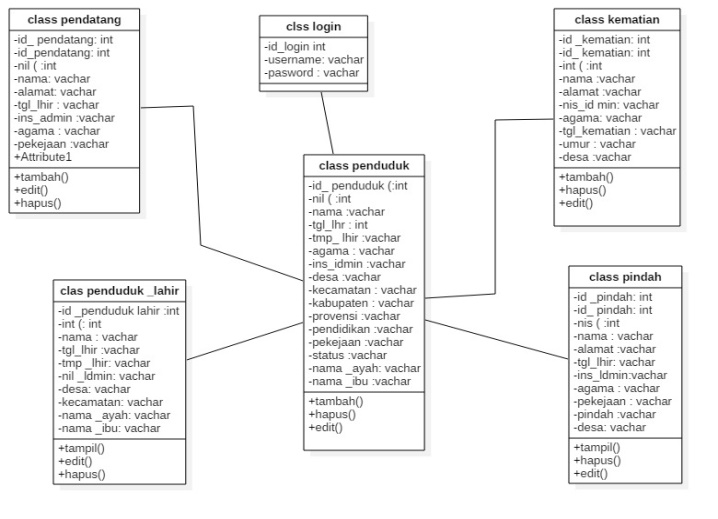 class pendatang
-id_ pendatang: int
-id_pendatang: int
-nil ( :int
-nama: vachar
-alamat: vachar
-tgl_lhir : vachar
-ins_admin :vachar
-agama : vachar
-pekejaan :vachar
+Attribute1
+tambah()
+edit()
+hapus()
clss login
-id_login int
-username: vachar
-pasword : vachar
class kematian
-id _kematian: int
-id_ kematian: int
-int ( :int
-nama :vachar
-alamat :vachar
-nis_id min: vachar
-agama: vachar
-tgl_kematian : vachar
-umur : vachar
-desa :vachar
+tambah()
+hapus()
+edit()
class penduduk
-id_ penduduk (:int
-nil ( :int
-nama :vachar
-tgl_lhr : int
-tmp_ lhir :vachar
-agama : vachar
-ins_idmin :vachar
-desa :vachar
-kecamatan : vachar
-kabupaten : vachar
-provensi :vachar
-pendidikan :vachar
-pekejaan :vachar
-status :vachar
-nama _ayah: vachar
-nama _ibu :vachar
+tambah()
+hapus()
+edit()
clas penduduk _lahir
-id _penduduk lahir :int
-int (: int
-nama : vachar
-tgl_lhir :vachar
-tmp _lhir: vachar
-nil _ldmin: vachar
-desa: vachar
-kecamatan: vachar
-nama _ayah: vachar
-nama _ibu: vachar
+tampil()
+edit()
+hapus()
class pindah
-id _pindah: int
-id_ pindah: int
-nis ( :int
-nama : vachar
-alamat :vachar
-tgl_lhir: vachar
-ins_ldmin:vachar
-agama : vachar
-pekejaan : vachar
-pindah :vachar
-desa: vachar
+tampil()
+hapus()
+edit()